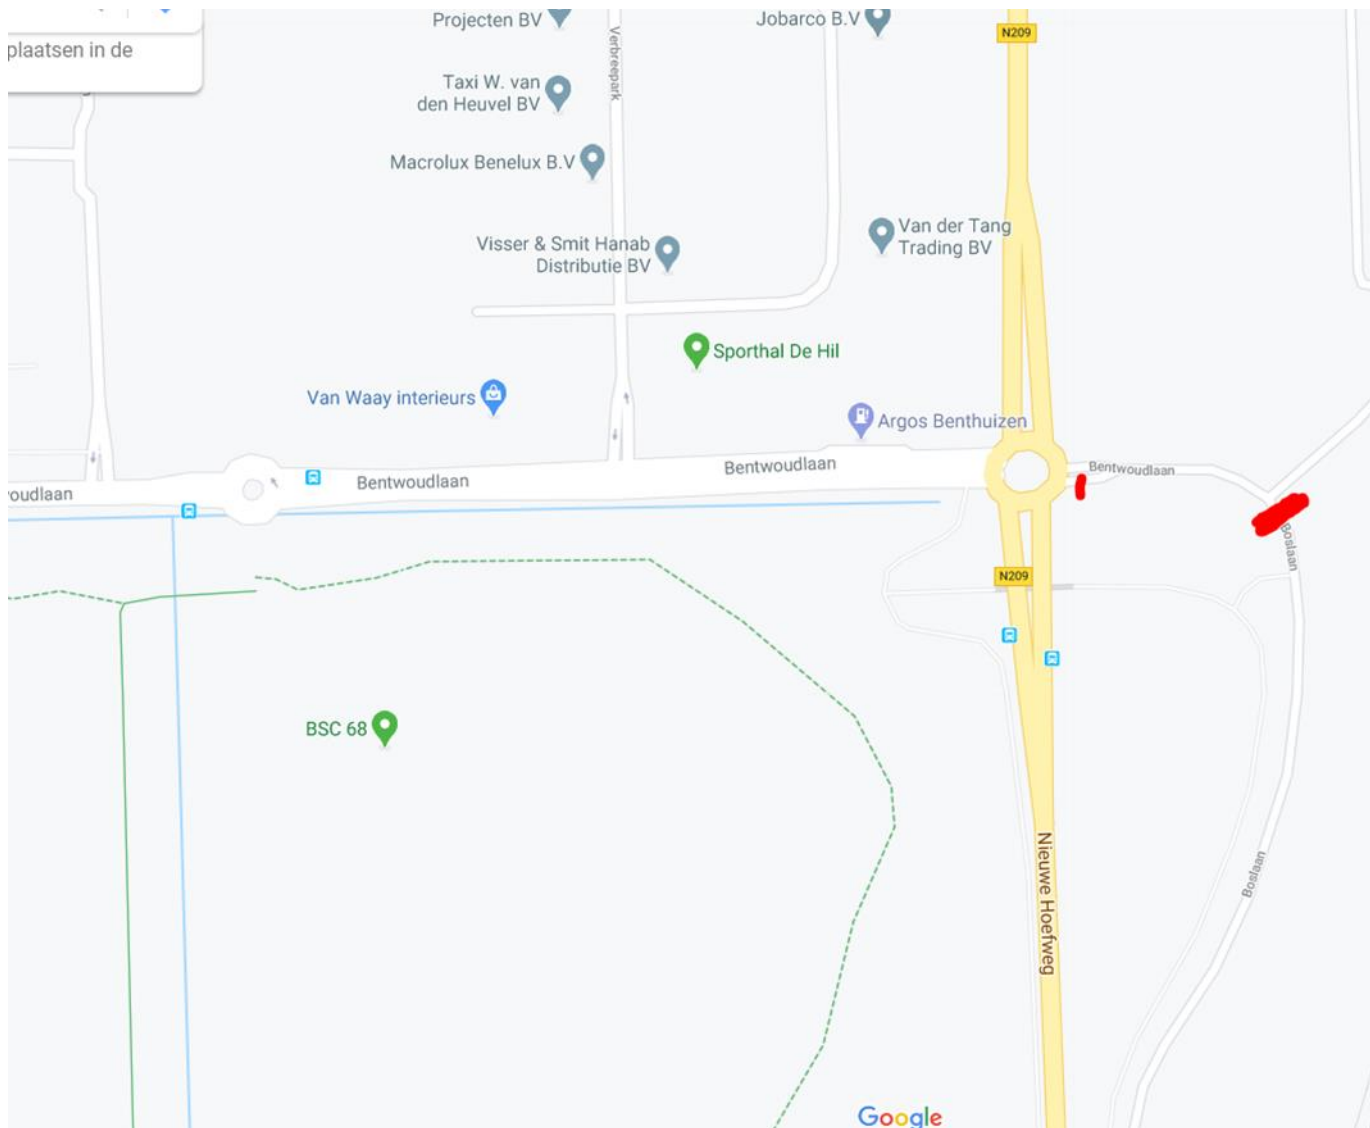 Projecten BV
Jobarco B.V
N209
plaatsen in de
Verbreepark
Taxi W. van
den Heuvel BV
Macrolux Benelux B.V
Van der Tang
Trading BV
Visser & Smit Hanab
Distributie BV
Sporthal De Hil
Van Waay interieurs
Argos Benthuizen
Bentwoudlaan
Bentwoudlaan
Bentwoudlaan
voudlaan
Boslaan
N209
BSC 68
Nieuwe Hoefweg
Boslaan
Google